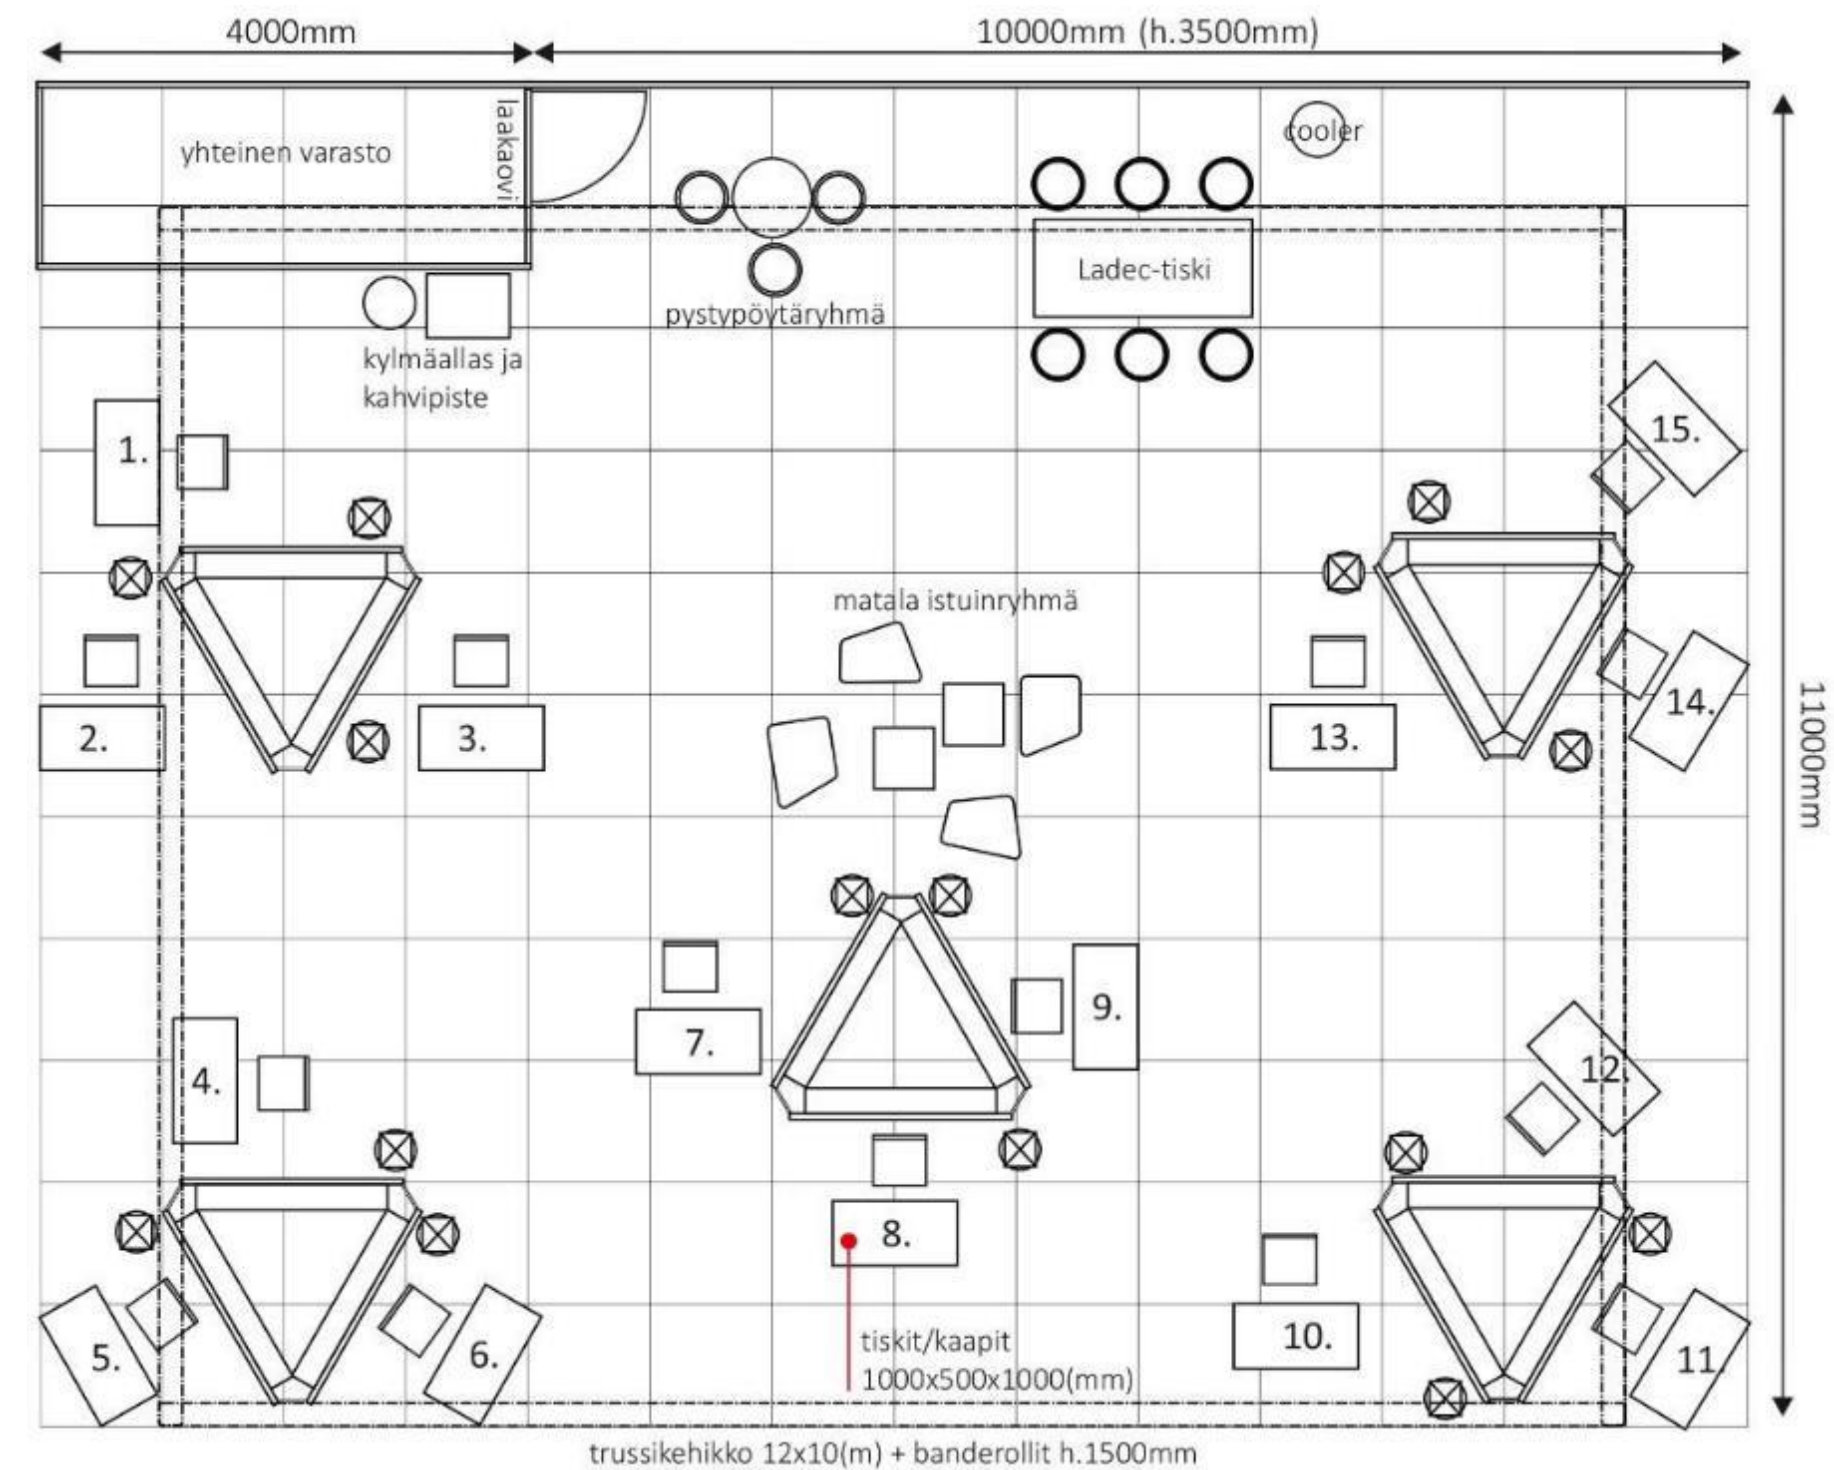 4000mm
10000mm (h.3500mm)
laakaovi
yhteinen varasto
cooler
Ladec-tiski
pystypöytäryhmä
kylmäallas ja
kahvipiste
1.
15.
11000mm
matala istuinryhmä
2.
3.
13.
14.
7.
9.
4.
12.
8.
5.
6.
10.
11.
tiskit/kaapit
1000x500x1000(mm)
trussikehikko 12x10(m) + banderollit h.1500mm